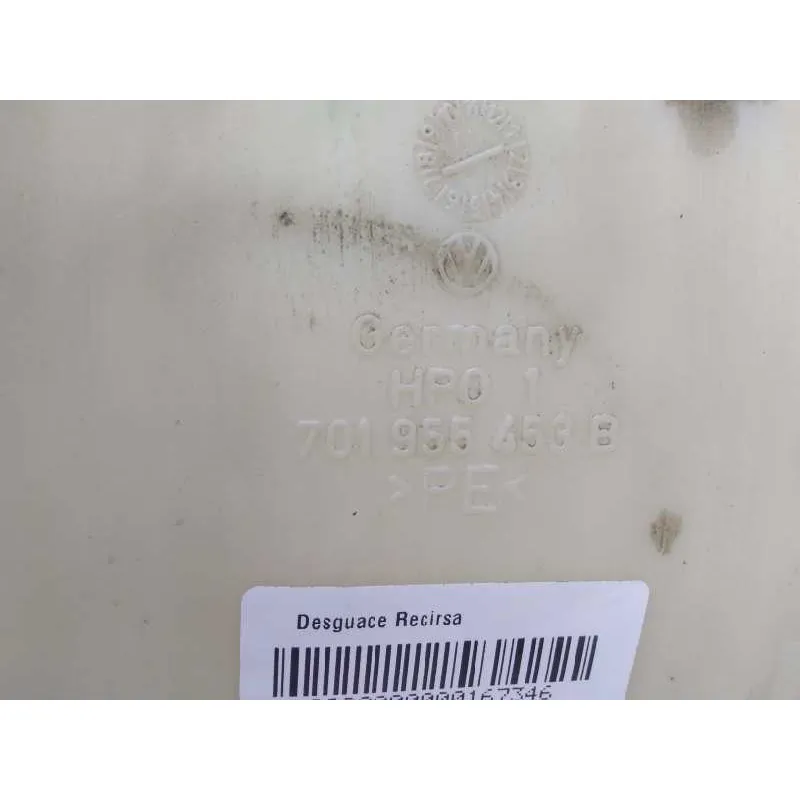 Germany
HPO 1
701 955 453 B
>PE<
Desguace Recirsa